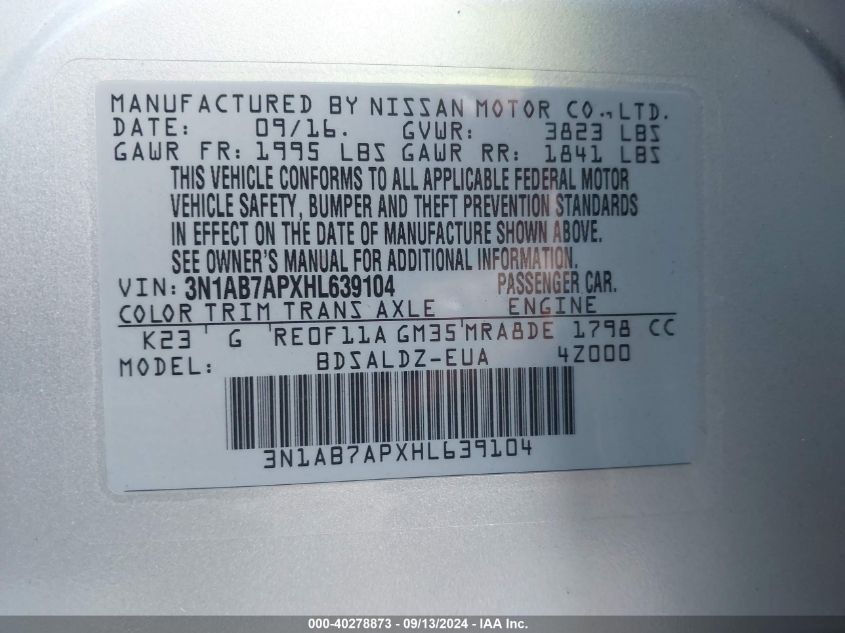 MANUFACTURED BY NISSAN MOTOR CO., LTD.
DATE: 09/16. GVWR: 3823 LBS
GAWR FR: 1995 LBS GAWR RR: 1841 LBS
THIS VEHICLE CONFORMS TO ALL APPLICABLE FEDERAL MOTOR
VEHICLE SAFETY, BUMPER AND THEFT PREVENTION STANDARDS
IN EFFECT ON THE DATE OF MANUFACTURE SHOWN ABOVE.
SEE OWNER'S MANUAL FOR ADDITIONAL INFORMATION.
VIN: 3N1AB7APXHL639104 PASSENGER CAR.
COLOR TRIM TRANS AXLE ENGINE
K23 ' G 'RE0F11A GM35'MRA8DE 1798 CC
MODEL: BDSALDZ-EUA 4Z000
3N1AB7APXHL639104
000-40278873 - 09/13/2024 - IAA, Inc.